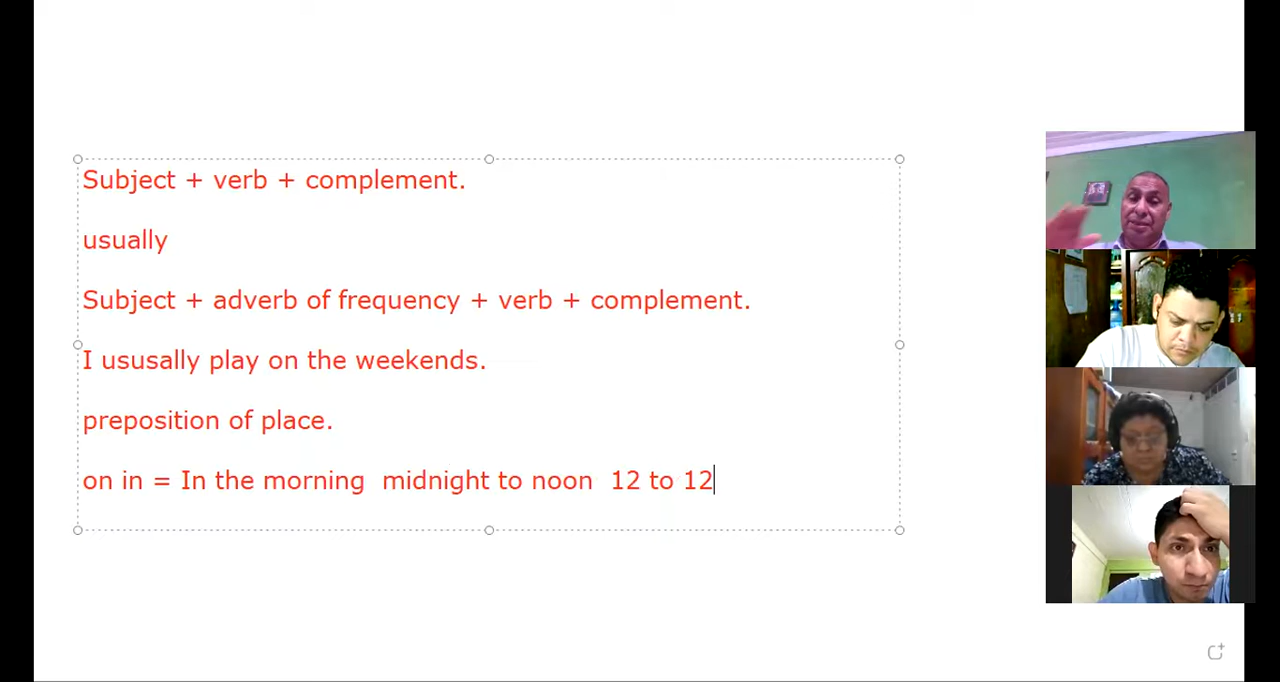 Subject + verb + complement.
usually
Subject + adverb of frequency + verb + complement.
I ususally play on the weekends.
preposition of place.
on in = In the morning  midnight to noon  12 to 12